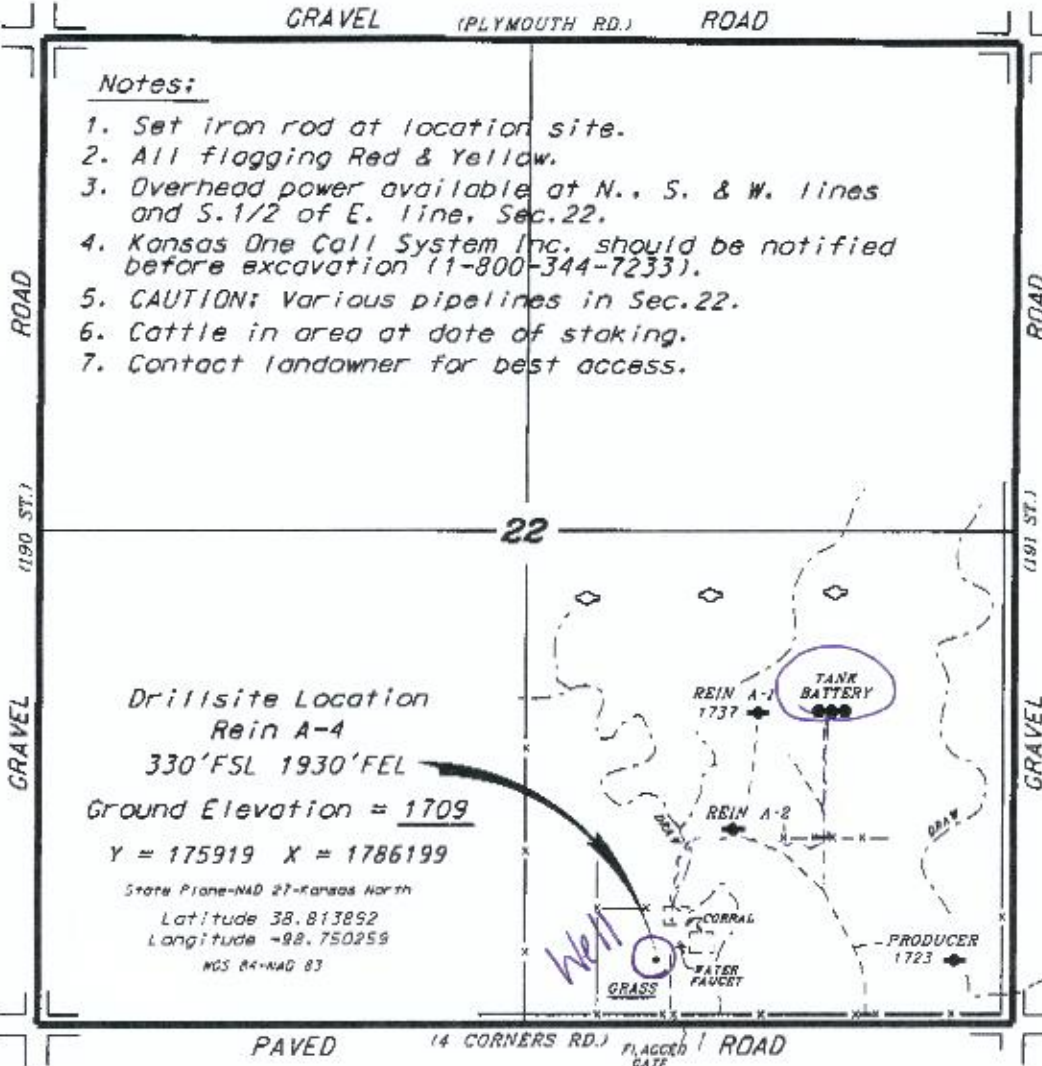 GRAVEL (PLYMOUTH RD.) ROAD
Notes:
1. Set iron rod at location site.
2. All flagging Red & Yellow.
3. Overhead power available at N., S. & W. lines
and S.1/2 of E. line, Sec.22.
4. Kansas One Call System Inc. should be notified
before excavation (1-800-344-7233).
5. CAUTION: Various pipelines in Sec.22.
6. Cattle in area at date of staking.
7. Contact landowner for best access.
ROAD
(190 ST.)
GRAVEL
ROAD
(191 ST.)
GRAVEL
22
Drillsite Location
Rein A-4
330'FSL 1930'FEL
Ground Elevation = 1709
Y = 175919 X = 1786199
State Plane-NAD 27-Kansas North
Latitude 38.813892
Longitude -98.750259
WGS 84-NAD 83
REIN A-1
1737
TANK
BATTERY
REIN A-2
DRAW
DRAW
CORRAL
WATER
FAUCET
Well
GRASS
PRODUCER
1723
PAVED (4 CORNERS RD.) ROAD
FLAGGED
GATE